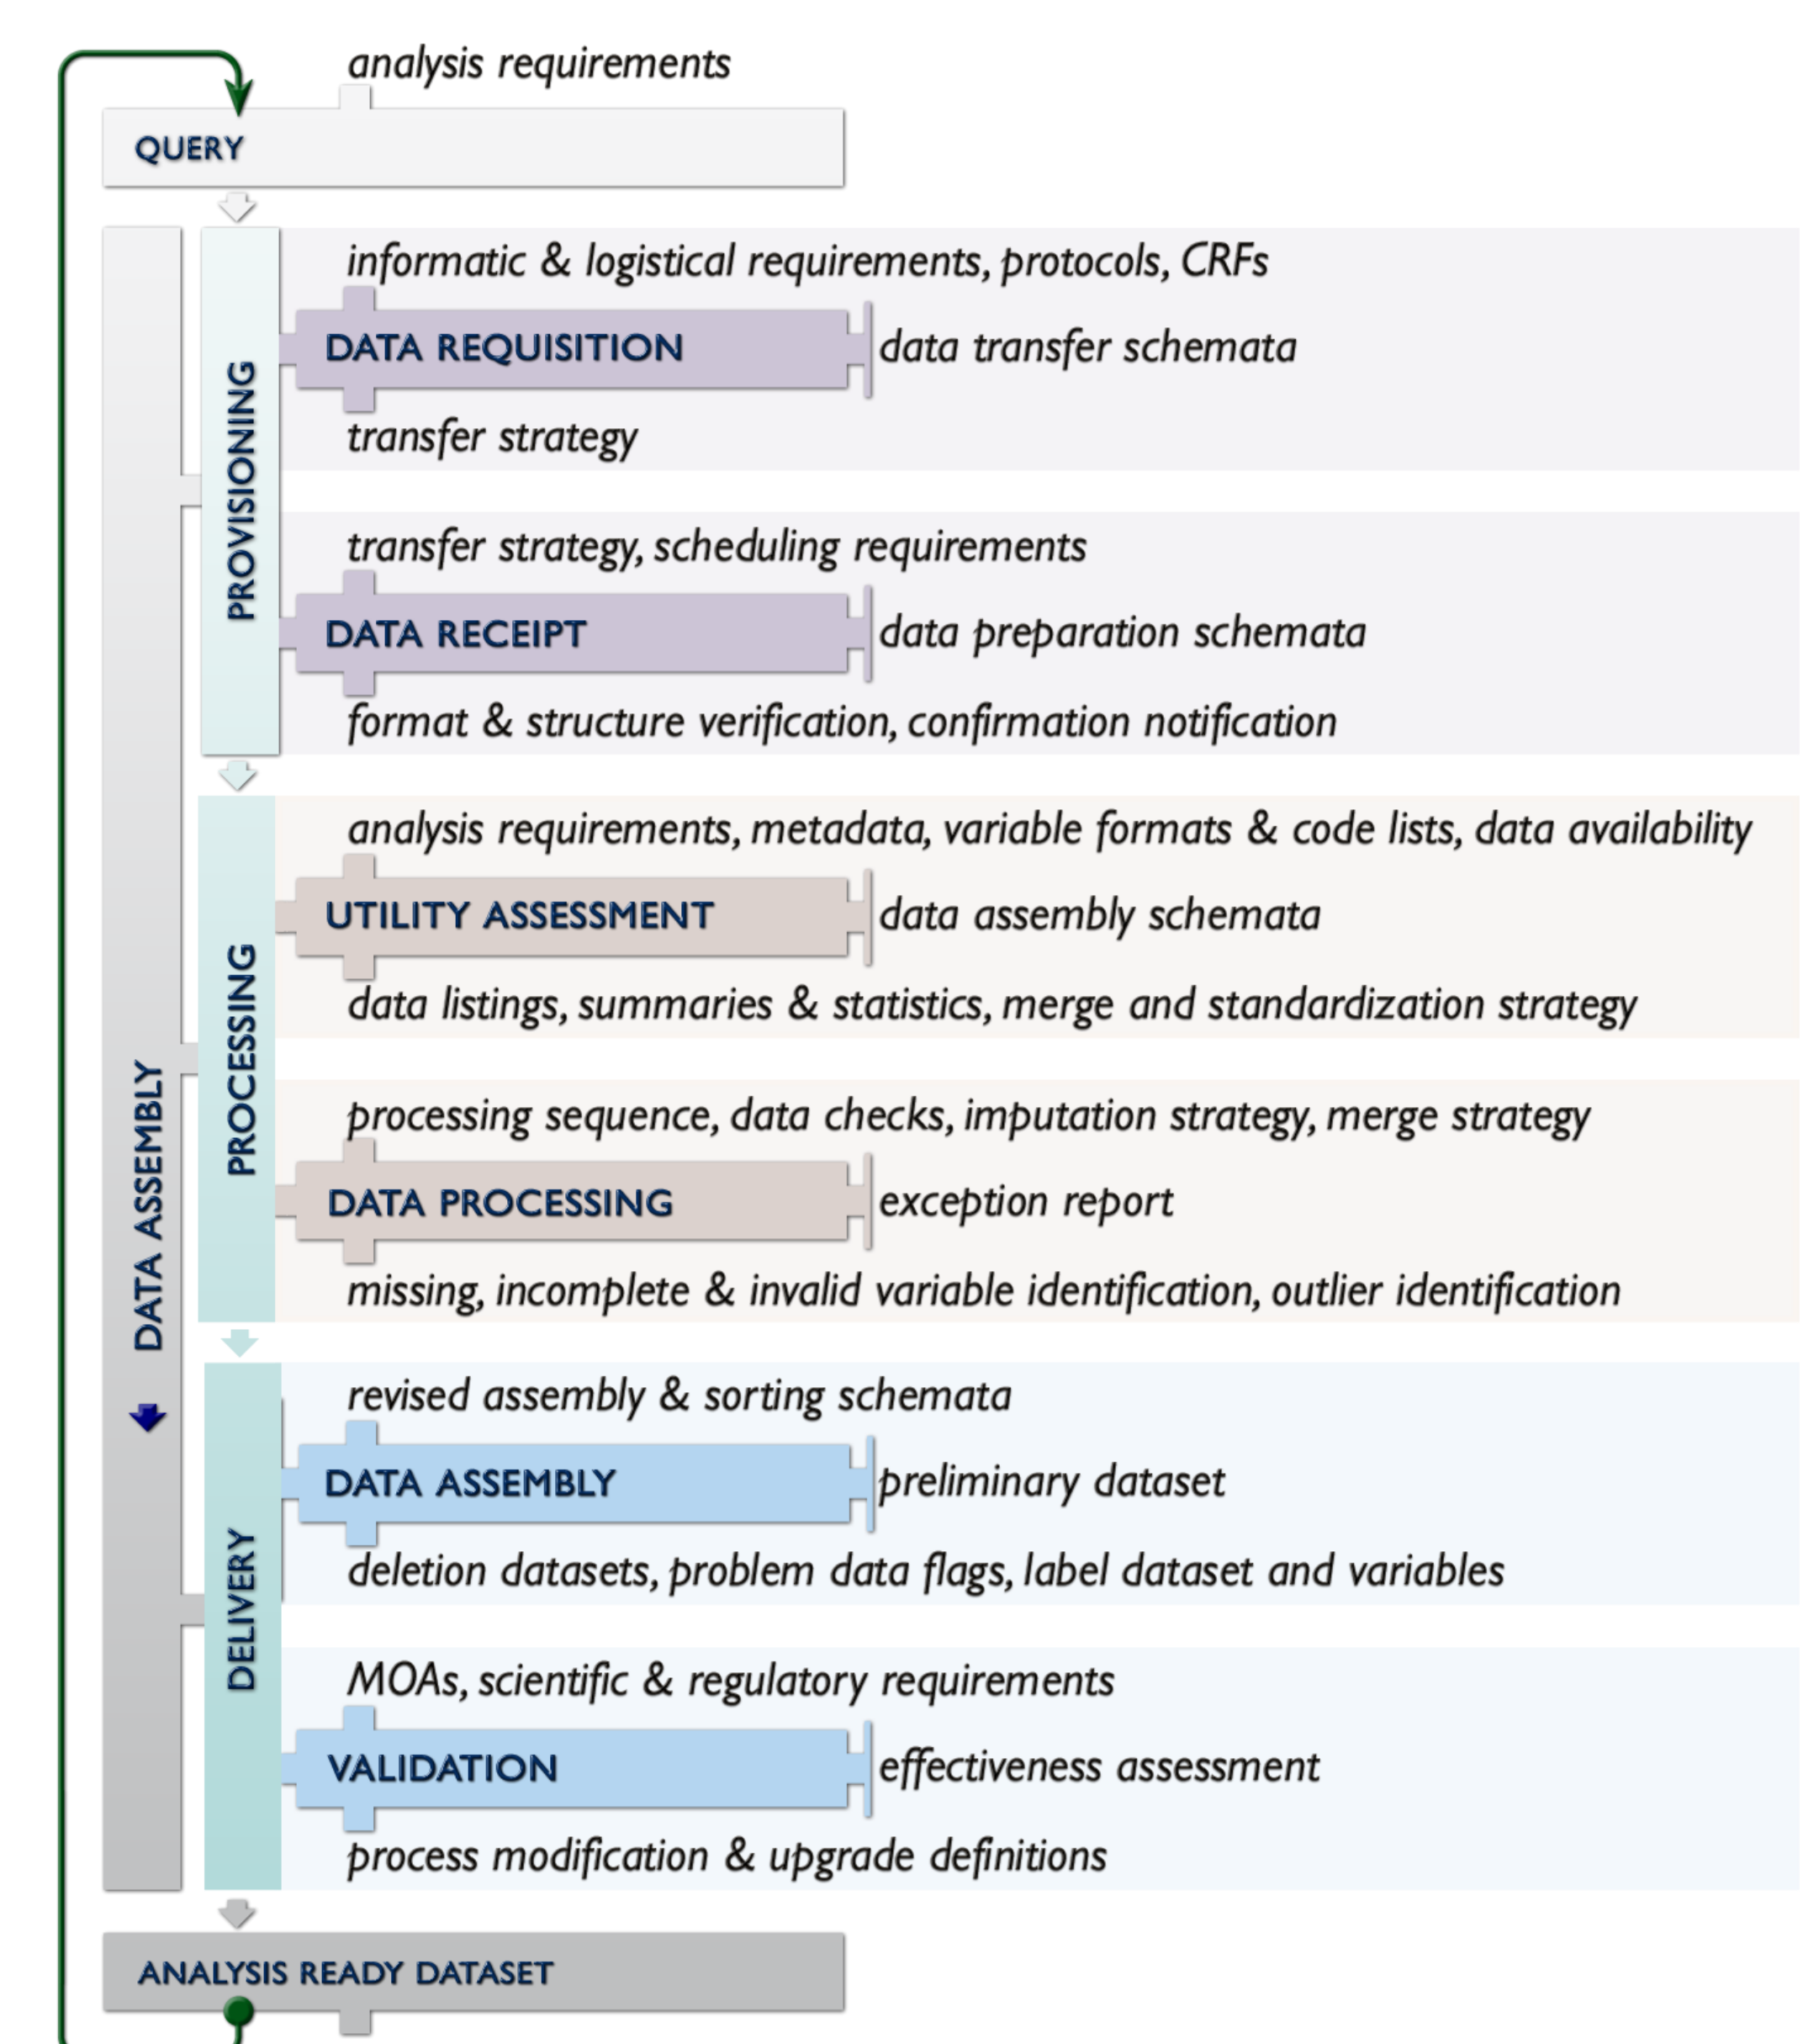 analysis requirements
QUERY
informatic & logistical requirements, protocols, CRFs
DATA REQUISITION
data transfer schemata
transfer strategy
PROVISIONING
transfer strategy, scheduling requirements
DATA RECEIPT
data preparation schemata
format & structure verification, confirmation notification
analysis requirements, metadata, variable formats & code lists, data availability
UTILITY ASSESSMENT
data assembly schemata
data listings, summaries & statistics, merge and standardization strategy
PROCESSING
DATA ASSEMBLY
processing sequence, data checks, imputation strategy, merge strategy
DATA PROCESSING
exception report
missing, incomplete & invalid variable identification, outlier identification
revised assembly & sorting schemata
DATA ASSEMBLY
preliminary dataset
deletion datasets, problem data flags, label dataset and variables
DELIVERY
MOAs, scientific & regulatory requirements
VALIDATION
effectiveness assessment
process modification & upgrade definitions
ANALYSIS READY DATASET